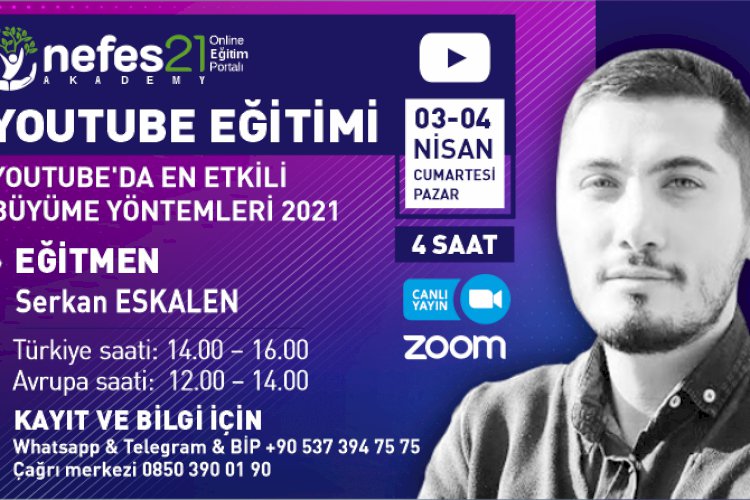 nefes21
AKADEMY
Online
Eğitim
Portalı
YOUTUBE EĞİTİMİ
YOUTUBE'DA EN ETKİLİ
BÜYÜME YÖNTEMLERİ 2021
EĞİTMEN
Serkan ESKALEN
Türkiye saati: 14.00 – 16.00
Avrupa saati: 12.00 – 14.00
KAYIT VE BİLGİ İÇİN
Whatsapp & Telegram & BİP +90 537 394 75 75
Çağrı merkezi 0850 390 01 90
03-04
NİSAN
CUMARTESİ
PAZAR
4 SAAT
CANLI
YAYIN
zoom